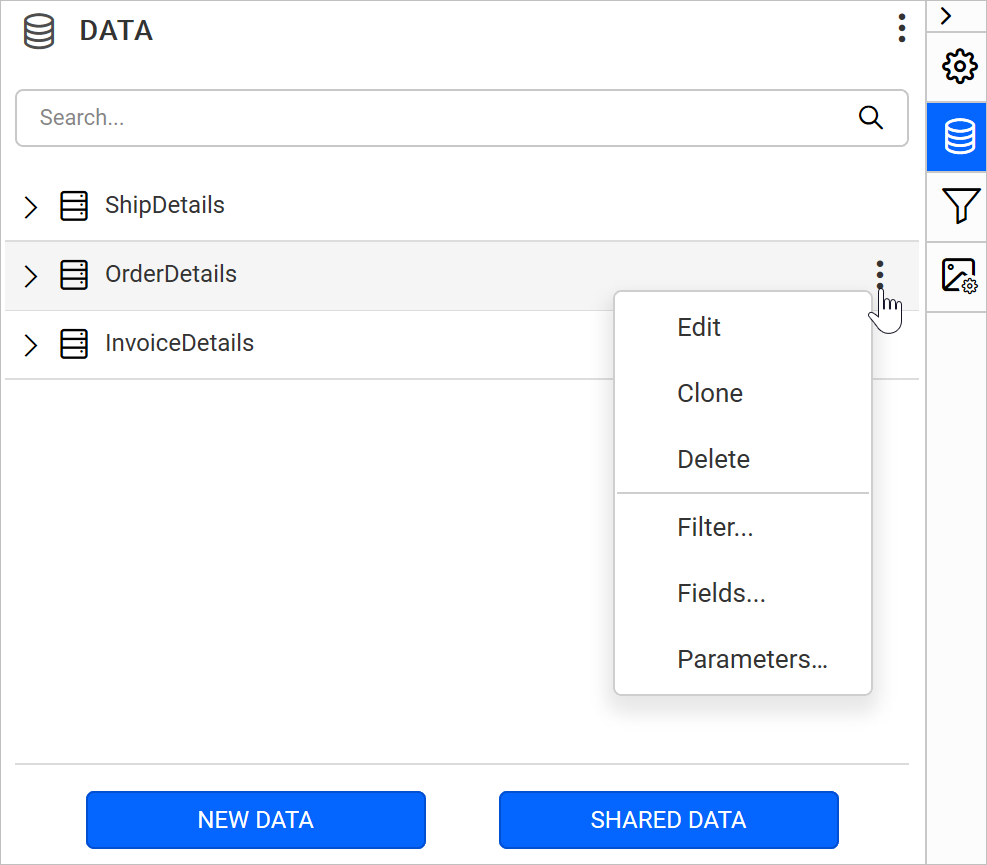 DATA
Search...
ShipDetails
OrderDetails
InvoiceDetails
Edit
Clone
Delete
Filter...
Fields...
Parameters...
NEW DATA
SHARED DATA